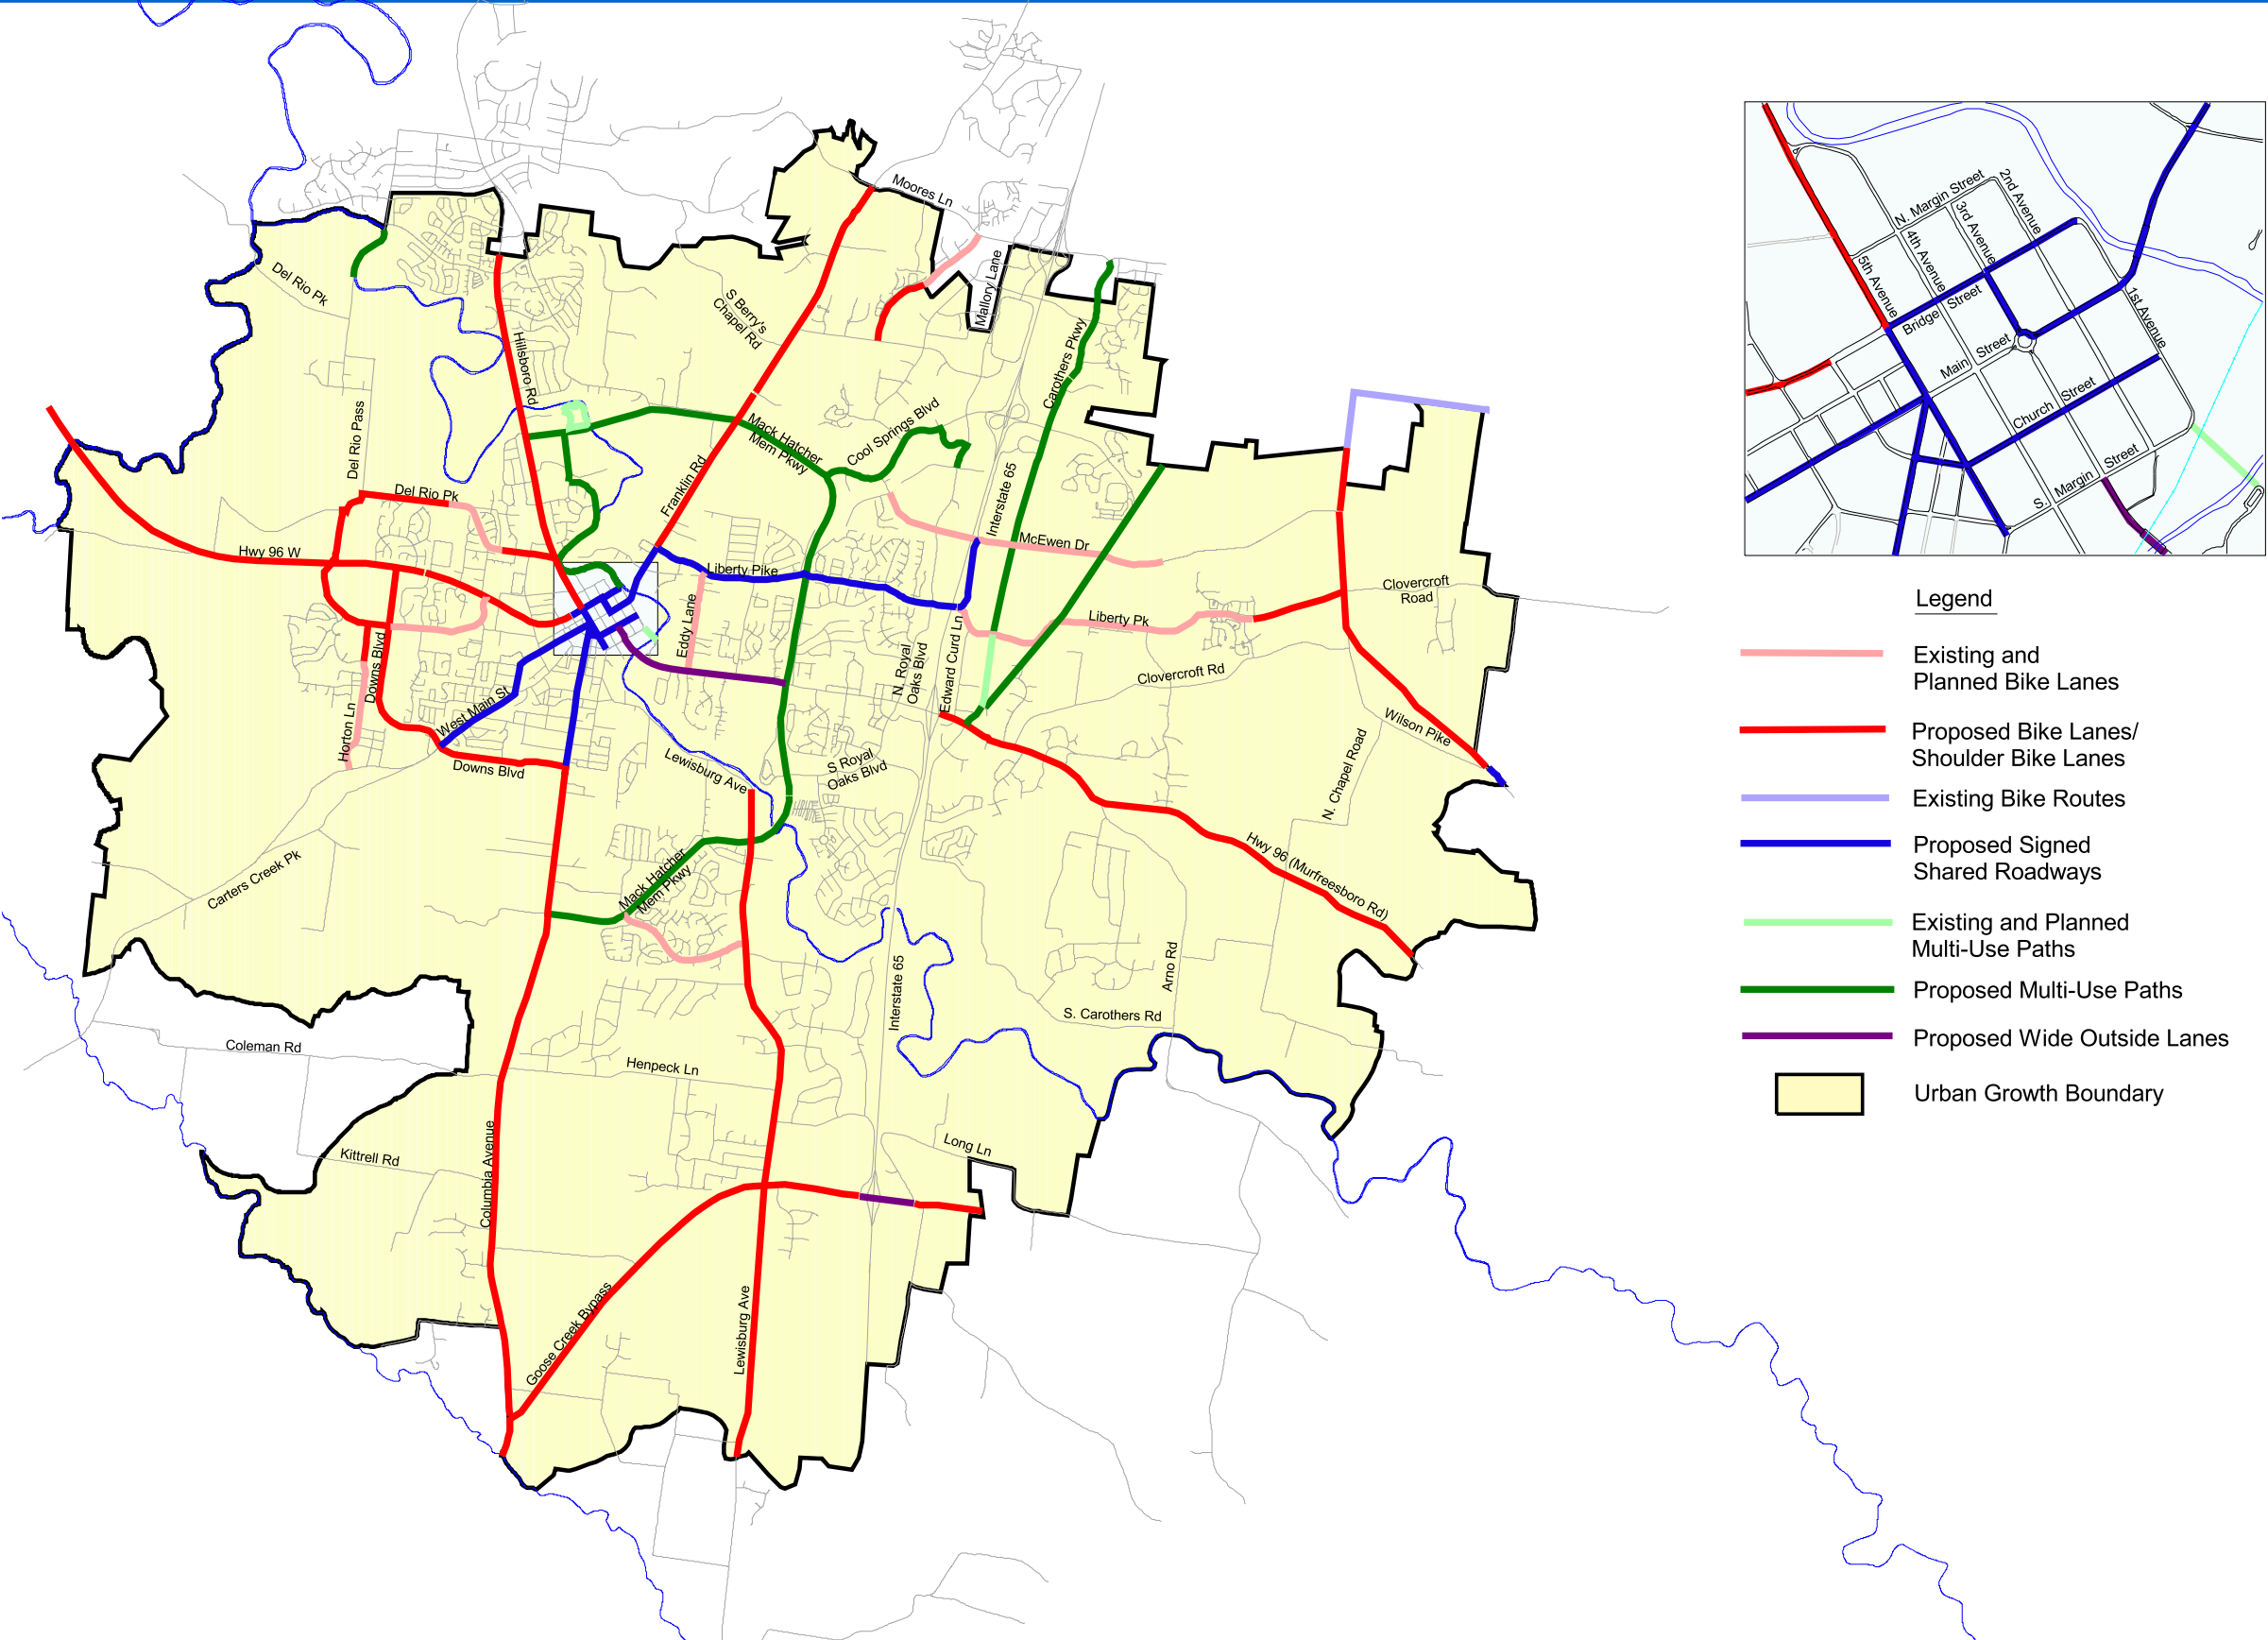 Moores Ln
Mallory Lane
Del Rio Pk
S Berry's
Chapel Rd
Hillsboro Rd
Carothers Pkwy
Del Rio Pass
Mack Hatcher
Mem Pkwy
Cool Springs Blvd
Franklin Rd
Interstate 65
Del Rio Pk
Hwy 96 W
McEwen Dr
Liberty Pike
Clovercroft
Road
Eddy Lane
Liberty Pk
N. Royal
Oaks Blvd
Edward Curd Ln
Clovercroft Rd
Downs Blvd
Horton Ln
West Main St
Wilson Pike
Downs Blvd
Lewisburg Ave
S Royal
Oaks Blvd
N. Chapel Road
Hwy 96 (Murfreesboro Rd)
Carters Creek Pk
Mack Hatcher
Mem Pkwy
Arno Rd
Interstate 65
S. Carothers Rd
Coleman Rd
Henpeck Ln
Columbia Avenue
Kittrell Rd
Long Ln
Goose Creek Bypass
Lewisburg Ave
N. Margin Street
2nd Avenue
3rd Avenue
4th Avenue
5th Avenue
Bridge Street
1st Avenue
Main Street
Church Street
S. Margin Street
Legend
Existing and
Planned Bike Lanes
Proposed Bike Lanes/
Shoulder Bike Lanes
Existing Bike Routes
Proposed Signed
Shared Roadways
Existing and Planned
Multi-Use Paths
Proposed Multi-Use Paths
Proposed Wide Outside Lanes
Urban Growth Boundary